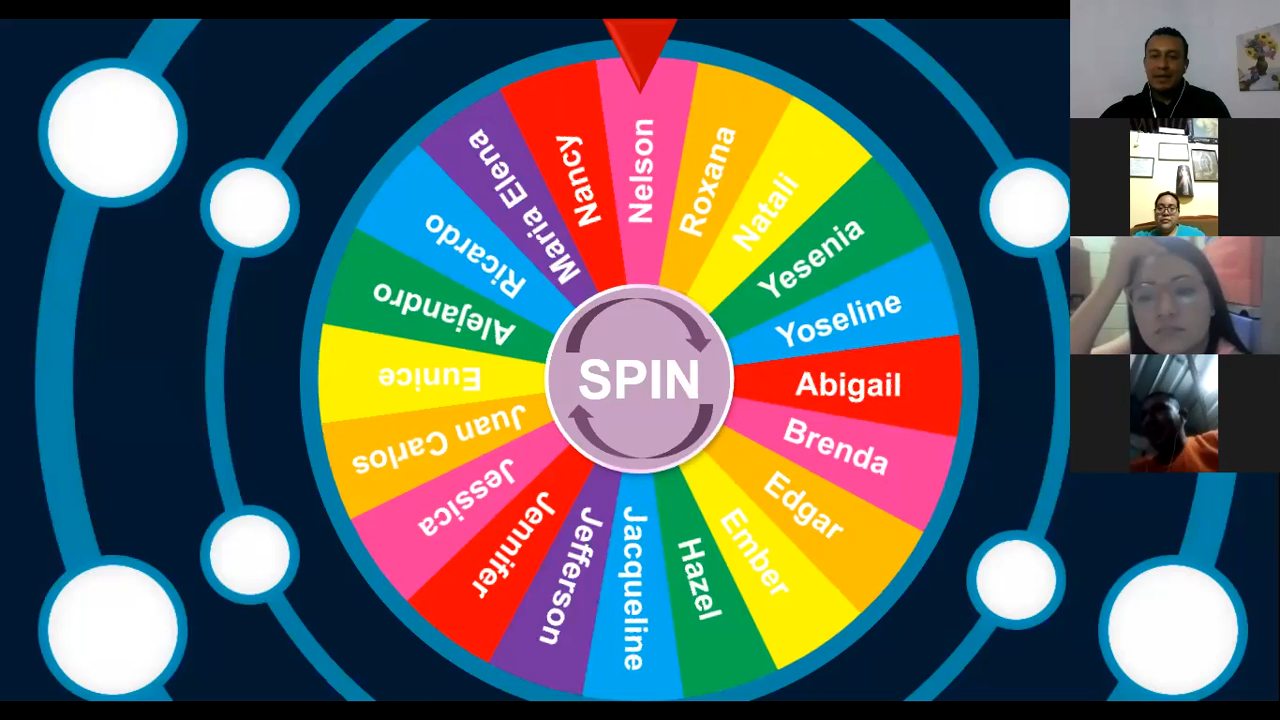 Nelson
Roxana
Natali
Yesenia
Yoseline
Abigail
Brenda
Edgar
Ember
Hazel
Jacqueline
Jefferson
Jennifer
Jessica
Juan Carlos
Eunice
Alejandro
Ricardo
Maria Elena
Nancy
SPIN